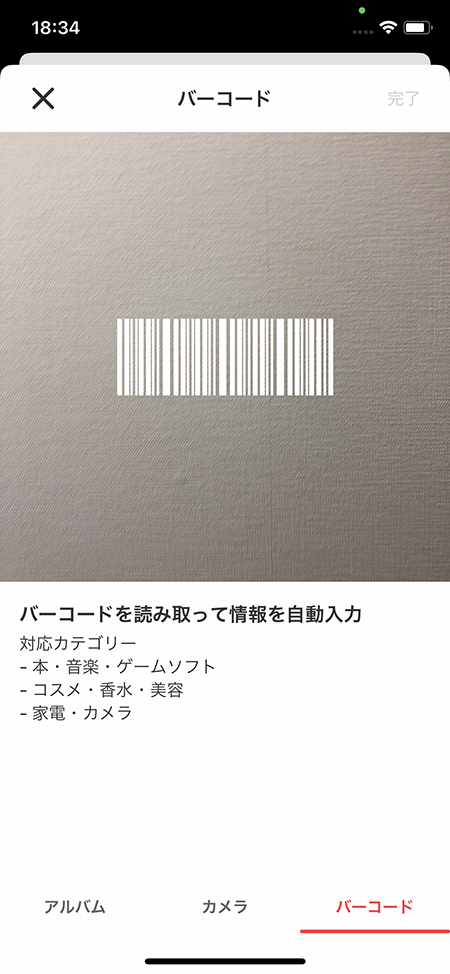 18:34
バーコード
完了
バーコードを読み取って情報を自動入力
対応カテゴリー
- 本・音楽・ゲームソフト
- コスメ・香水・美容
- 家電・カメラ
アルバム
カメラ
バーコード